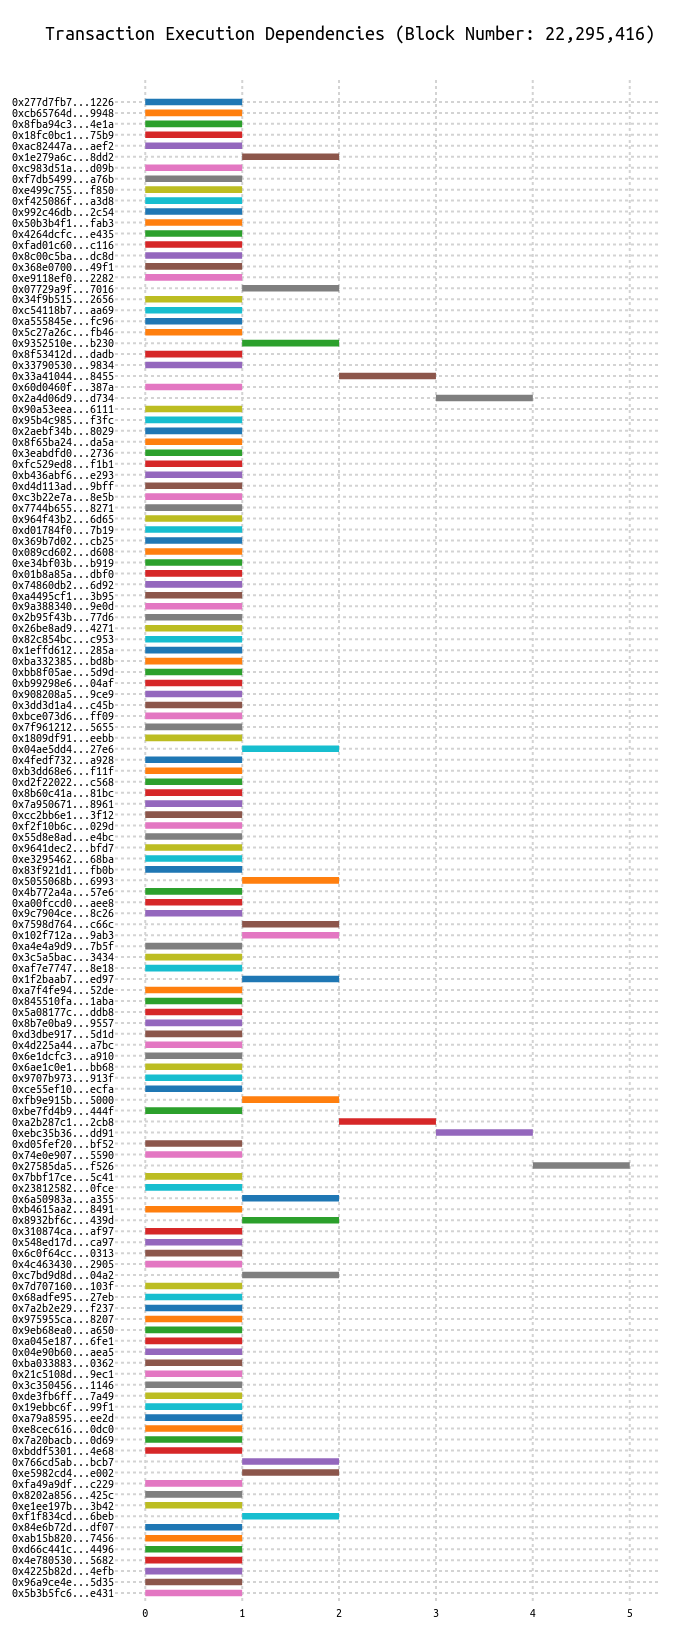 Transaction Execution Dependencies (Block Number: 22,295,416)
0x277d7fb7...1226
0xcb65764d...9948
0x8fba94c3...4e1a
0x18fc0bc1...75b9
0xac82447a...aef2
0x1e279a6c...8dd2
0xc983d51a...d09b
0xf7db5499...a76b
0xe499c755...f850
0xf425086f...a3d8
0x992c46db...2c54
0x50b3b4f1...fab3
0x4264dcfc...e435
0xfad01c60...c116
0x8c00c5ba...dc8d
0x368e0700...49f1
0xe9118ef0...2282
0x07729a9f...7016
0x34f9b515...2656
0xc54118b7...aa69
0xa555845e...fc96
0x5c27a26c...fb46
0x9352510e...b230
0x8f53412d...dadb
0x33790530...9834
0x33a41044...8455
0x60d0460f...387a
0x2a4d06d9...d734
0x90a53eea...6111
0x95b4c985...f3fc
0x2aebf34b...8029
0x8f65ba24...da5a
0x3eabdfd0...2736
0xfc529ed8...f1b1
0xb436abf6...e293
0xd4d113ad...9bff
0xc3b22e7a...8e5b
0x7744b655...8271
0x964f43b2...6d65
0xd01784f0...7b19
0x369b7d02...cb25
0x089cd602...d608
0xe34bf03b...b919
0x01b8a85a...dbf0
0x74860db2...6d92
0xa4495cf1...3b95
0x9a388340...9e0d
0x2b95f43b...77d6
0x26be8ad9...4271
0x82c854bc...c953
0x1effd612...285a
0xba332385...bd8b
0xbb8f05ae...5d9d
0xb99298e6...04af
0x908208a5...9ce9
0x3dd3d1a4...c45b
0xbce073d6...ff09
0x7f961212...5655
0x1809df91...eebb
0x04ae5dd4...27e6
0x4fedf732...a928
0xb3dd68e6...f11f
0xd2f22022...c568
0x8b60c41a...81bc
0x7a950671...8961
0xcc2bb6e1...3f12
0xf2f10b6c...029d
0x55d8e8ad...e4bc
0x9641dec2...bfd7
0xe3295462...68ba
0x83f921d1...fb0b
0x5055068b...6993
0x4b772a4a...57e6
0xa00fccd0...aee8
0x9c7904ce...8c26
0x7598d764...c66c
0x102f712a...9ab3
0xa4e4a9d9...7b5f
0x3c5a5bac...3434
0xaf7e7747...8e18
0x1f2baab7...ed97
0xa7f4fe94...52de
0x845510fa...1aba
0x5a08177c...ddb8
0x8b7e0ba9...9557
0xd3dbe917...5d1d
0x4d225a44...a7bc
0x6e1dcfc3...a910
0x6ae1c0e1...bb68
0x9707b973...913f
0xce55ef10...ecfa
0xfb9e915b...5000
0xbe7fd4b9...444f
0xa2b287c1...2cb8
0xebc35b36...dd91
0xd05fef20...bf52
0x74e0e907...5590
0x27585da5...f526
0x7bbf17ce...5c41
0x23812582...0fce
0x6a50983a...a355
0xb4615aa2...8491
0x8932bf6c...439d
0x310874ca...af97
0x548ed17d...ca97
0x6c0f64cc...0313
0x4c463430...2905
0xc7bd9d8d...04a2
0x7d707160...103f
0x68adfe95...27eb
0x7a2b2e29...f237
0x975955ca...8207
0x9eb68ea0...a650
0xa045e187...6fe1
0x04e90b60...aea5
0xba033883...0362
0x21c5108d...9ec1
0x3c350456...1146
0xde3fb6ff...7a49
0x19ebbc6f...99f1
0xa79a8595...ee2d
0xe8cec616...0dc0
0x7a20bacb...0d69
0xbddf5301...4e68
0x766cd5ab...bcb7
0xe5982cd4...e002
0xfa49a9df...c229
0x8202a856...425c
0xe1ee197b...3b42
0xf1f834cd...6beb
0x84e6b72d...df07
0xab15b820...7456
0xd66c441c...4496
0x4e780530...5682
0x4225b82d...4efb
0x96a9ce4e...5d35
0x5b3b5fc6...e431
0 1 2 3 4 5